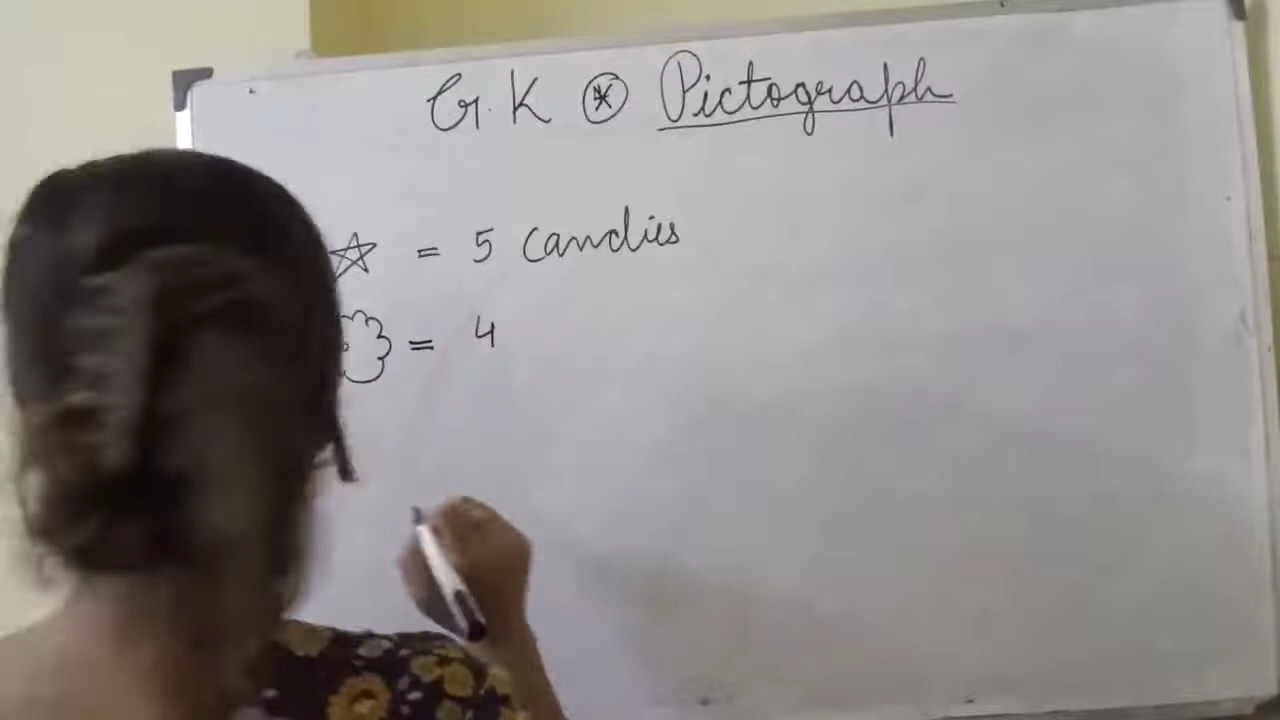 G.K Pictograph
= 5 candies
= 4